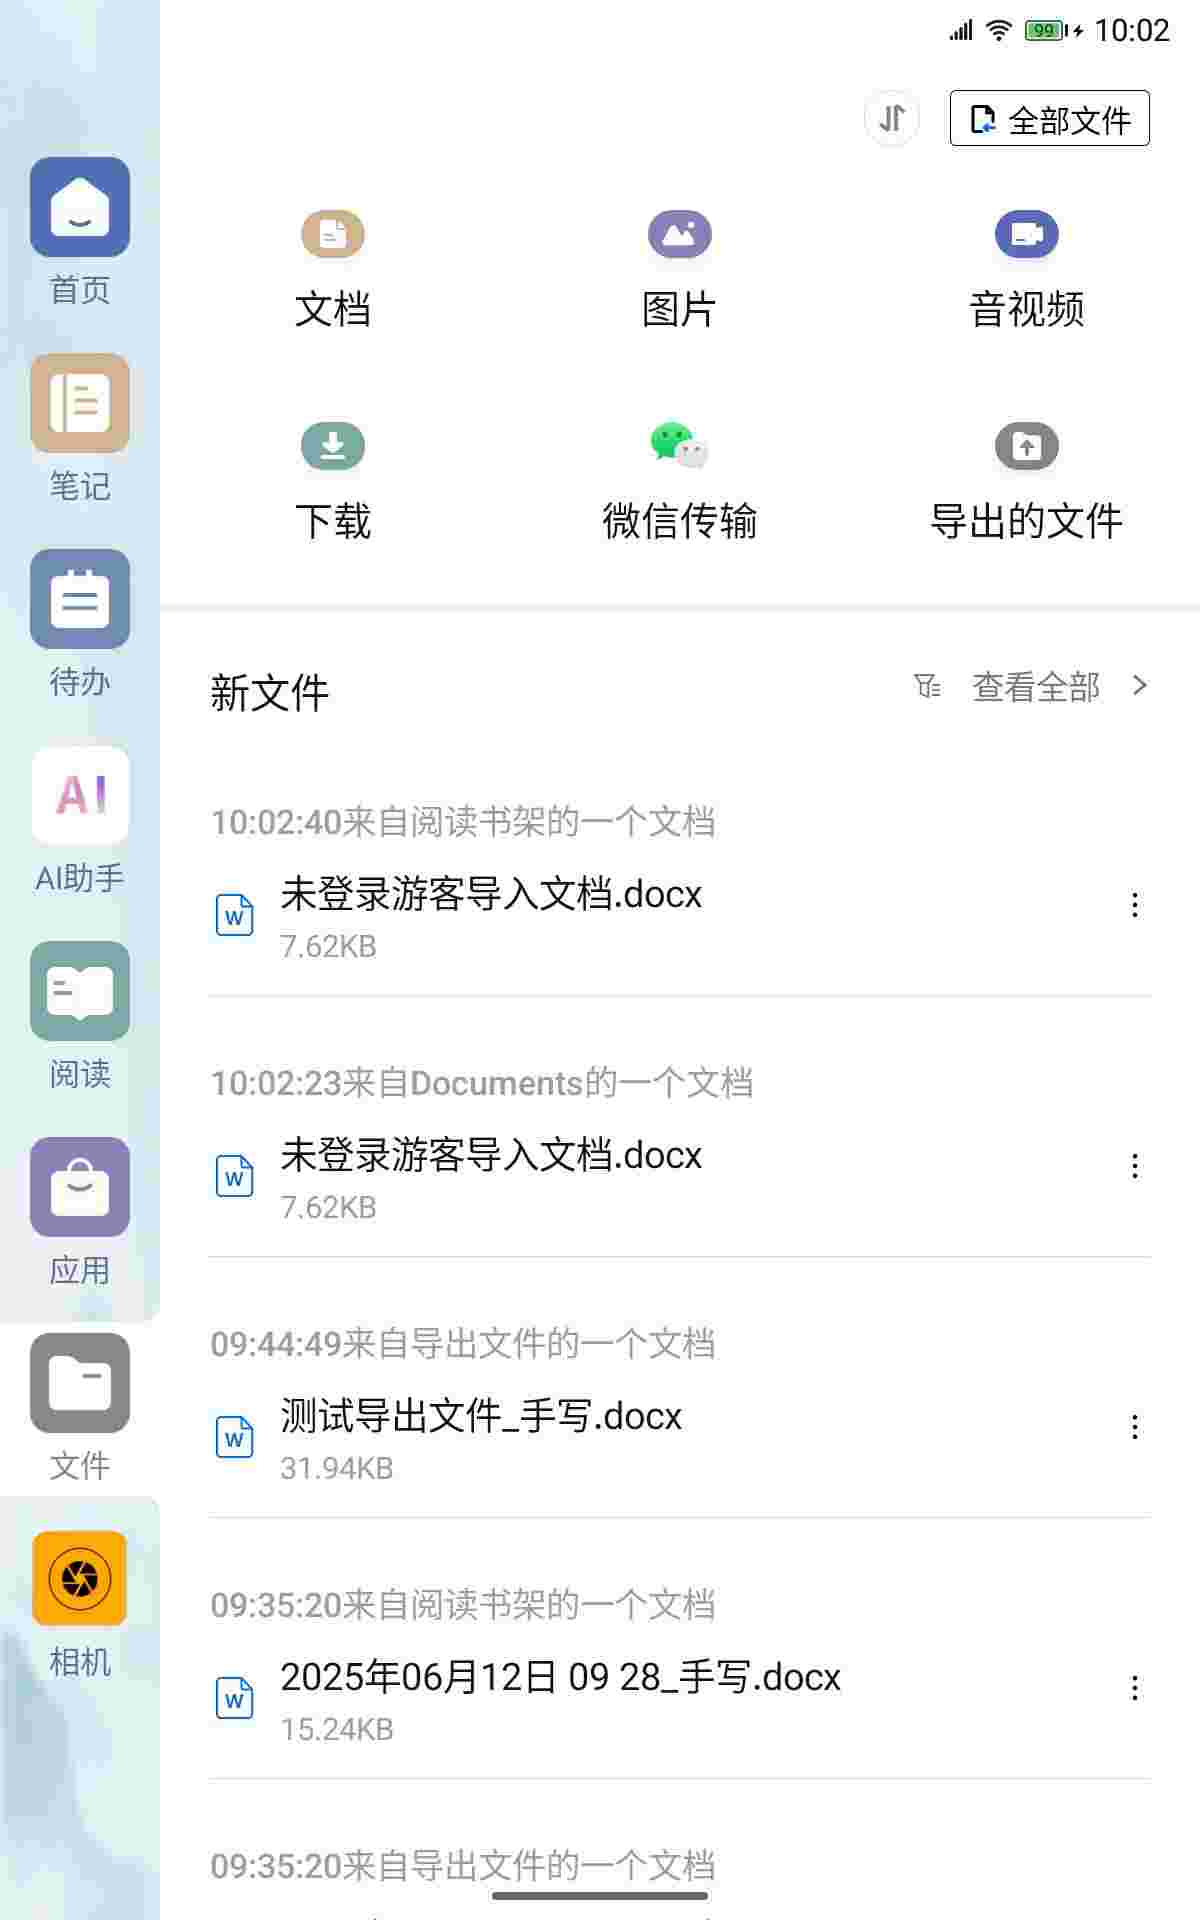 99 10:02
全部文件
首页
笔记
待办
AI
AI助手
阅读
应用
文件
相机
文档
图片
音视频
下载
微信传输
导出的文件
新文件
查看全部
10:02:40来自阅读书架的一个文档
W
未登录游客导入文档.docx
7.62KB
10:02:23来自Documents的一个文档
W
未登录游客导入文档.docx
7.62KB
09:44:49来自导出文件的一个文档
W
测试导出文件_手写.docx
31.94KB
09:35:20来自阅读书架的一个文档
W
2025年06月12日 09 28_手写.docx
15.24KB
09:35:20来自导出文件的一个文档